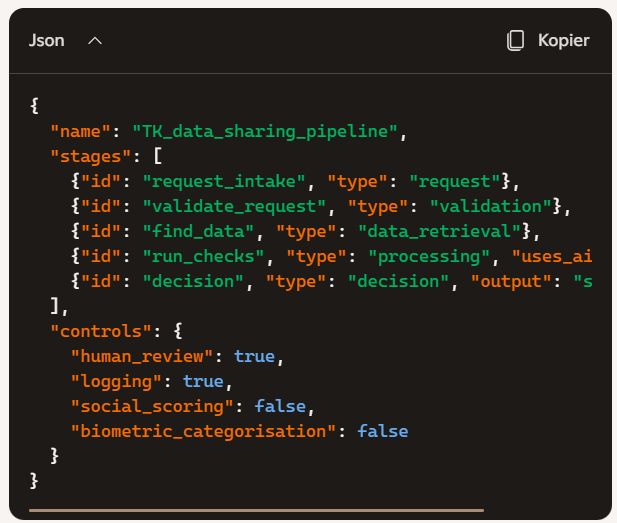 Json
Kopier
{
  "name": "TK_data_sharing_pipeline",
  "stages": [
    {"id": "request_intake", "type": "request"},
    {"id": "validate_request", "type": "validation"},
    {"id": "find_data", "type": "data_retrieval"},
    {"id": "run_checks", "type": "processing", "uses_ai
    {"id": "decision", "type": "decision", "output": "s
  ],
  "controls": {
    "human_review": true,
    "logging": true,
    "social_scoring": false,
    "biometric_categorisation": false
  }
}